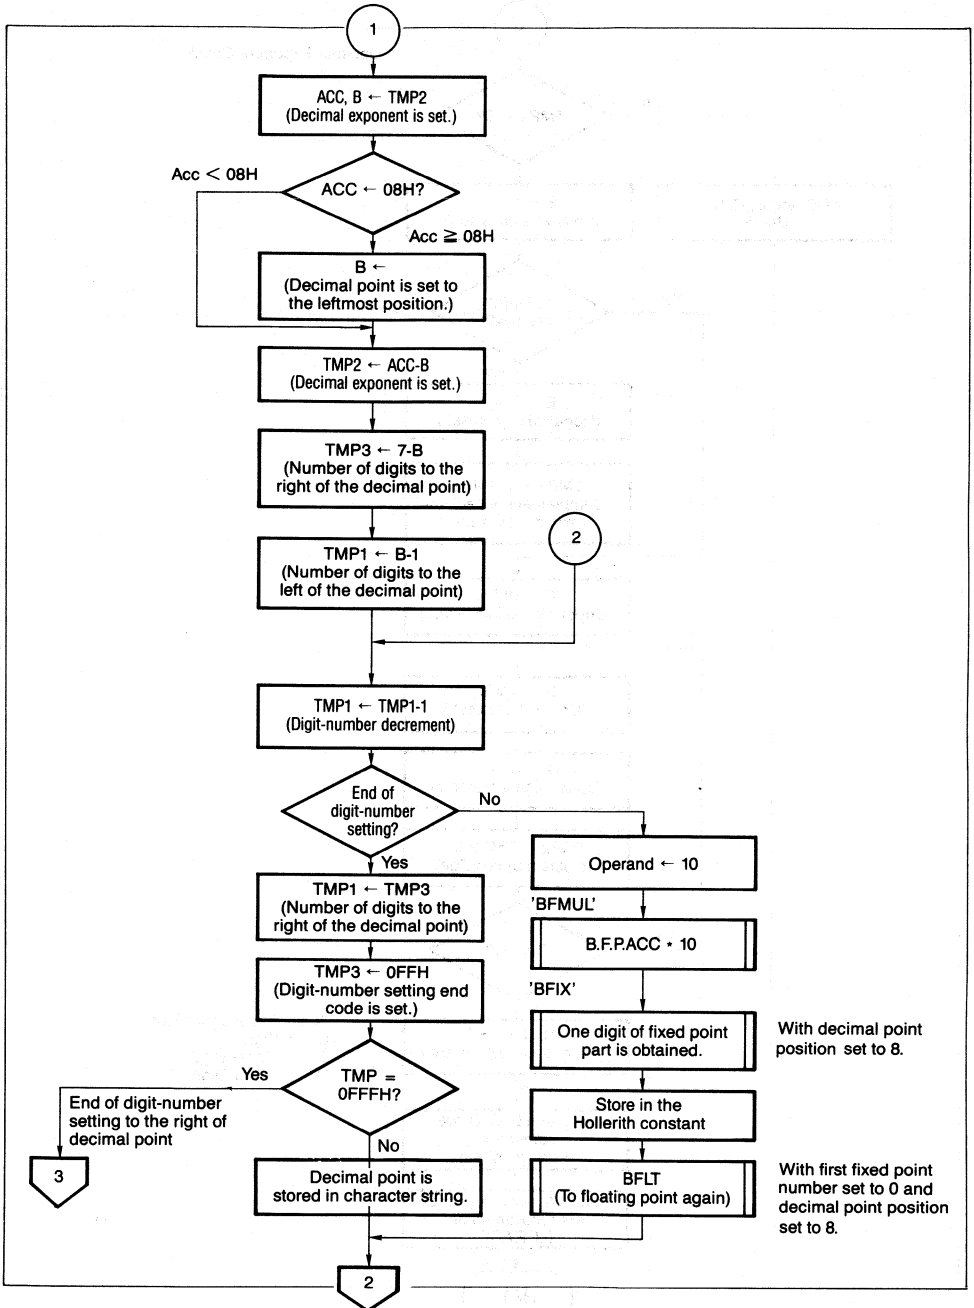 1
ACC, B ← TMP2
(Decimal exponent is set.)
Acc < 08H
ACC ← 08H?
Acc ≧ 08H
B ←
(Decimal point is set to
the leftmost position.)
TMP2 ← ACC-B
(Decimal exponent is set.)
TMP3 ← 7-B
(Number of digits to the
right of the decimal point)
2
TMP1 ← B-1
(Number of digits to the
left of the decimal point)
TMP1 ← TMP1-1
(Digit-number decrement)
End of
digit-number
setting?
No
Yes
Operand ← 10
'BFMUL'
B.F.P.ACC * 10
'BFIX'
One digit of fixed point
part is obtained.
With decimal point
position set to 8.
Store in the
Hollerith constant
BFLT
(To floating point again)
With first fixed point
number set to 0 and
decimal point position
set to 8.
TMP1 ← TMP3
(Number of digits to the
right of the decimal point)
TMP3 ← 0FFH
(Digit-number setting end
code is set.)
TMP =
0FFFH?
Yes
End of digit-number
setting to the right of
decimal point
3
No
Decimal point is
stored in character string.
2